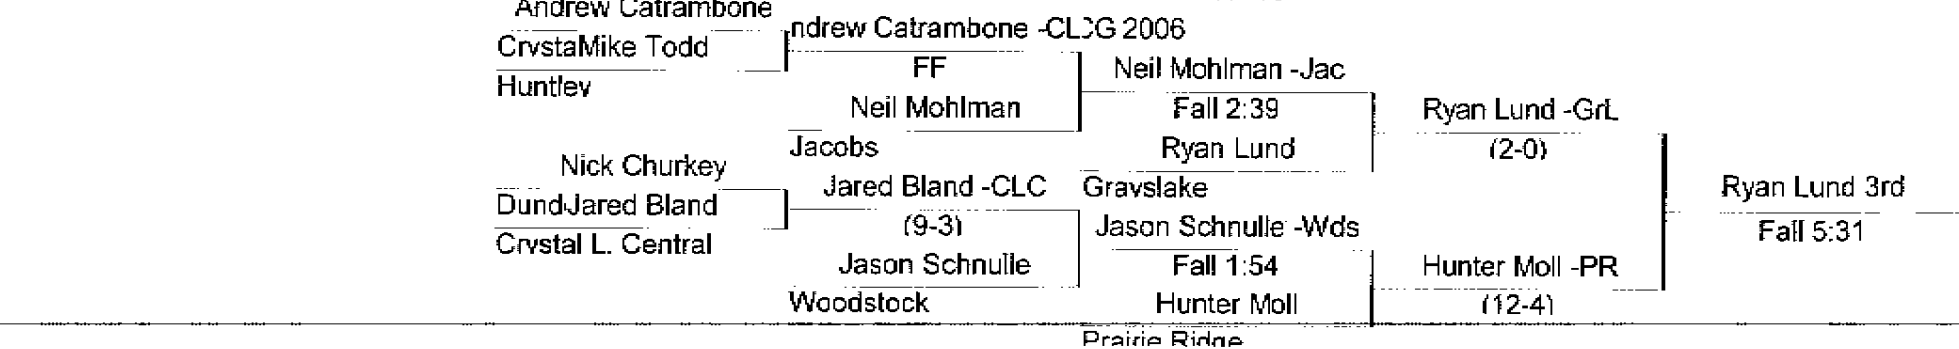 Andrew Catrambone
ndrew Catrambone -CLCG 2006
CrystaMike Todd
FF
Neil Mohlman -Jac
Huntley
Neil Mohlman
Fall 2:39
Ryan Lund -GrL
Jacobs
Ryan Lund
(2-0)
Nick Churkey
Jared Bland -CLC
Grayslake
Ryan Lund 3rd
DundJared Bland
(9-3)
Jason Schnulle -Wds
Fall 5:31
Crystal L. Central
Jason Schnulle
Fall 1:54
Hunter Moll -PR
Woodstock
Hunter Moll
(12-4)
Prairie Ridge